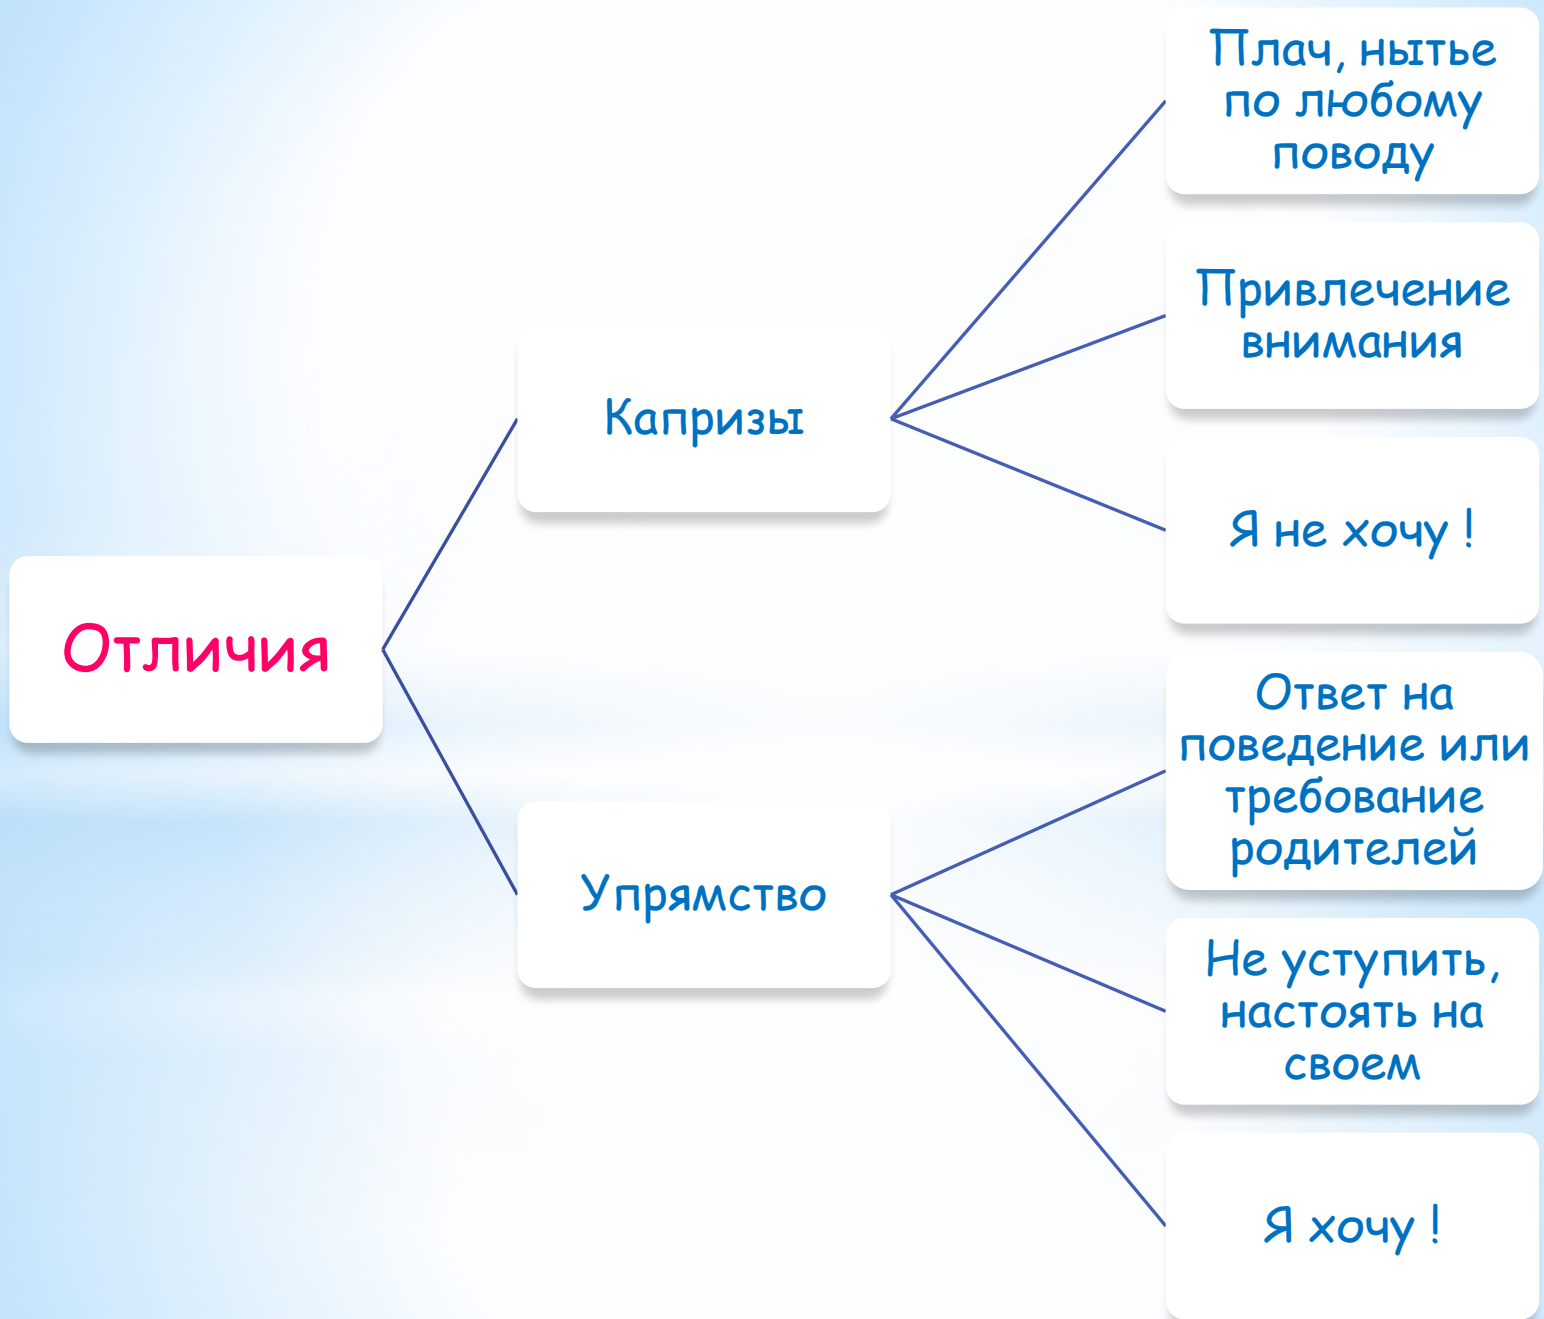 Отличия
Капризы
Плач, нытье
по любому
поводу
Привлечение
внимания
Я не хочу !
Упрямство
Ответ на
поведение или
требование
родителей
Не уступить,
настоять на
своем
Я хочу !